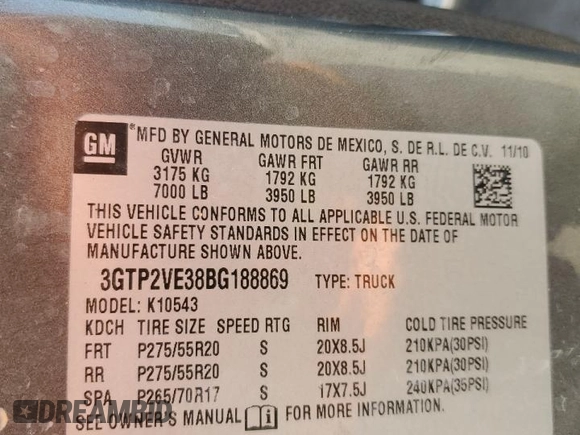 GM
®MFD BY GENERAL MOTORS DE MEXICO, S. DE R.L. DE C.V. 11/10
GVWR GAWR FRT GAWR RR
3175 KG 1792 KG 1792 KG
7000 LB 3950 LB 3950 LB
THIS VEHICLE CONFORMS TO ALL APPLICABLE U.S. FEDERAL MOTOR
VEHICLE SAFETY STANDARDS IN EFFECT ON THE DATE OF
MANUFACTURE SHOWN ABOVE.
3GTP2VE38BG188869 TYPE: TRUCK
MODEL: K10543
KDCH TIRE SIZE SPEED RTG RIM COLD TIRE PRESSURE
FRT P275/55R20 S 20X8.5J 210KPA(30PSI)
RR P275/55R20 S 20X8.5J 210KPA(30PSI)
SPA P265/70R17 S 17X7.5J 240KPA(35PSI)
SEE OWNER'S MANUAL FOR MORE INFORMATION.
DREAMBID